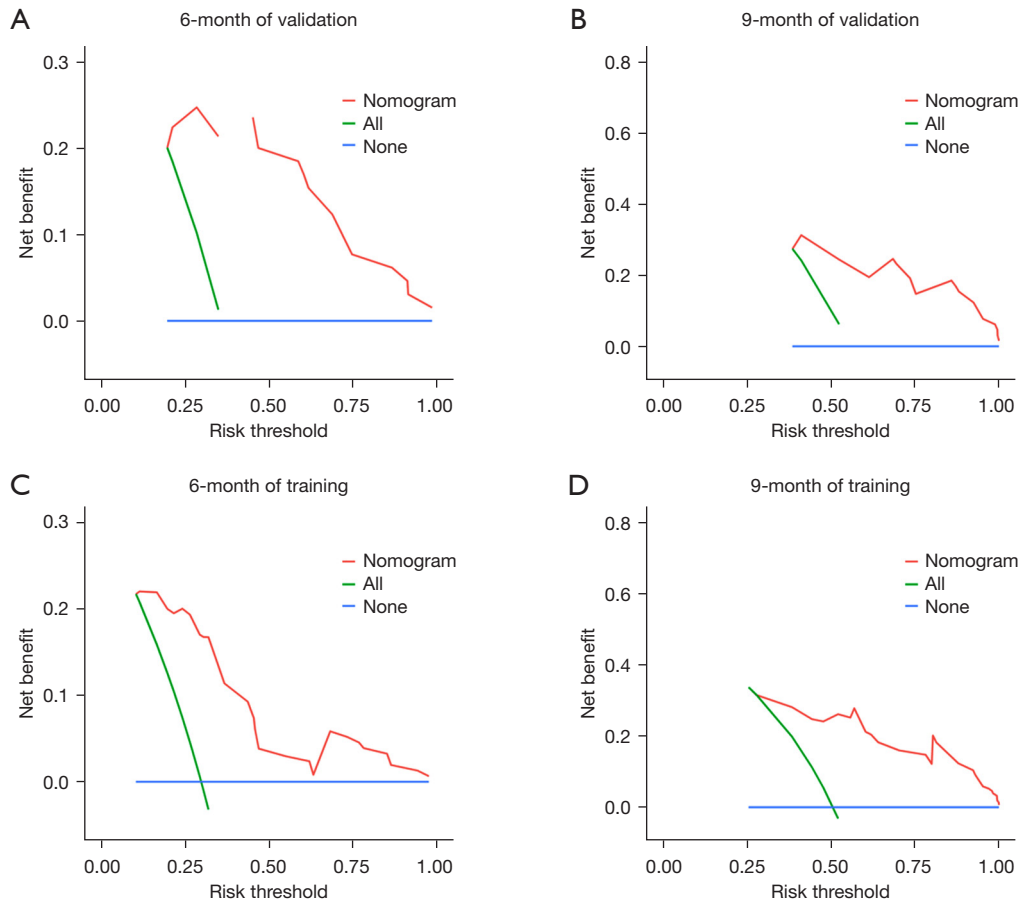 A
6-month of validation
0.3
0.2
0.1
0.0
Net benefit
Nomogram
All
None
0.00 0.25 0.50 0.75 1.00
Risk threshold
B
9-month of validation
0.8
0.6
0.4
0.2
0.0
Net benefit
Nomogram
All
None
0.00 0.25 0.50 0.75 1.00
Risk threshold
C
6-month of training
0.3
0.2
0.1
0.0
Net benefit
Nomogram
All
None
0.00 0.25 0.50 0.75 1.00
Risk threshold
D
9-month of training
0.8
0.6
0.4
0.2
0.0
Net benefit
Nomogram
All
None
0.00 0.25 0.50 0.75 1.00
Risk threshold